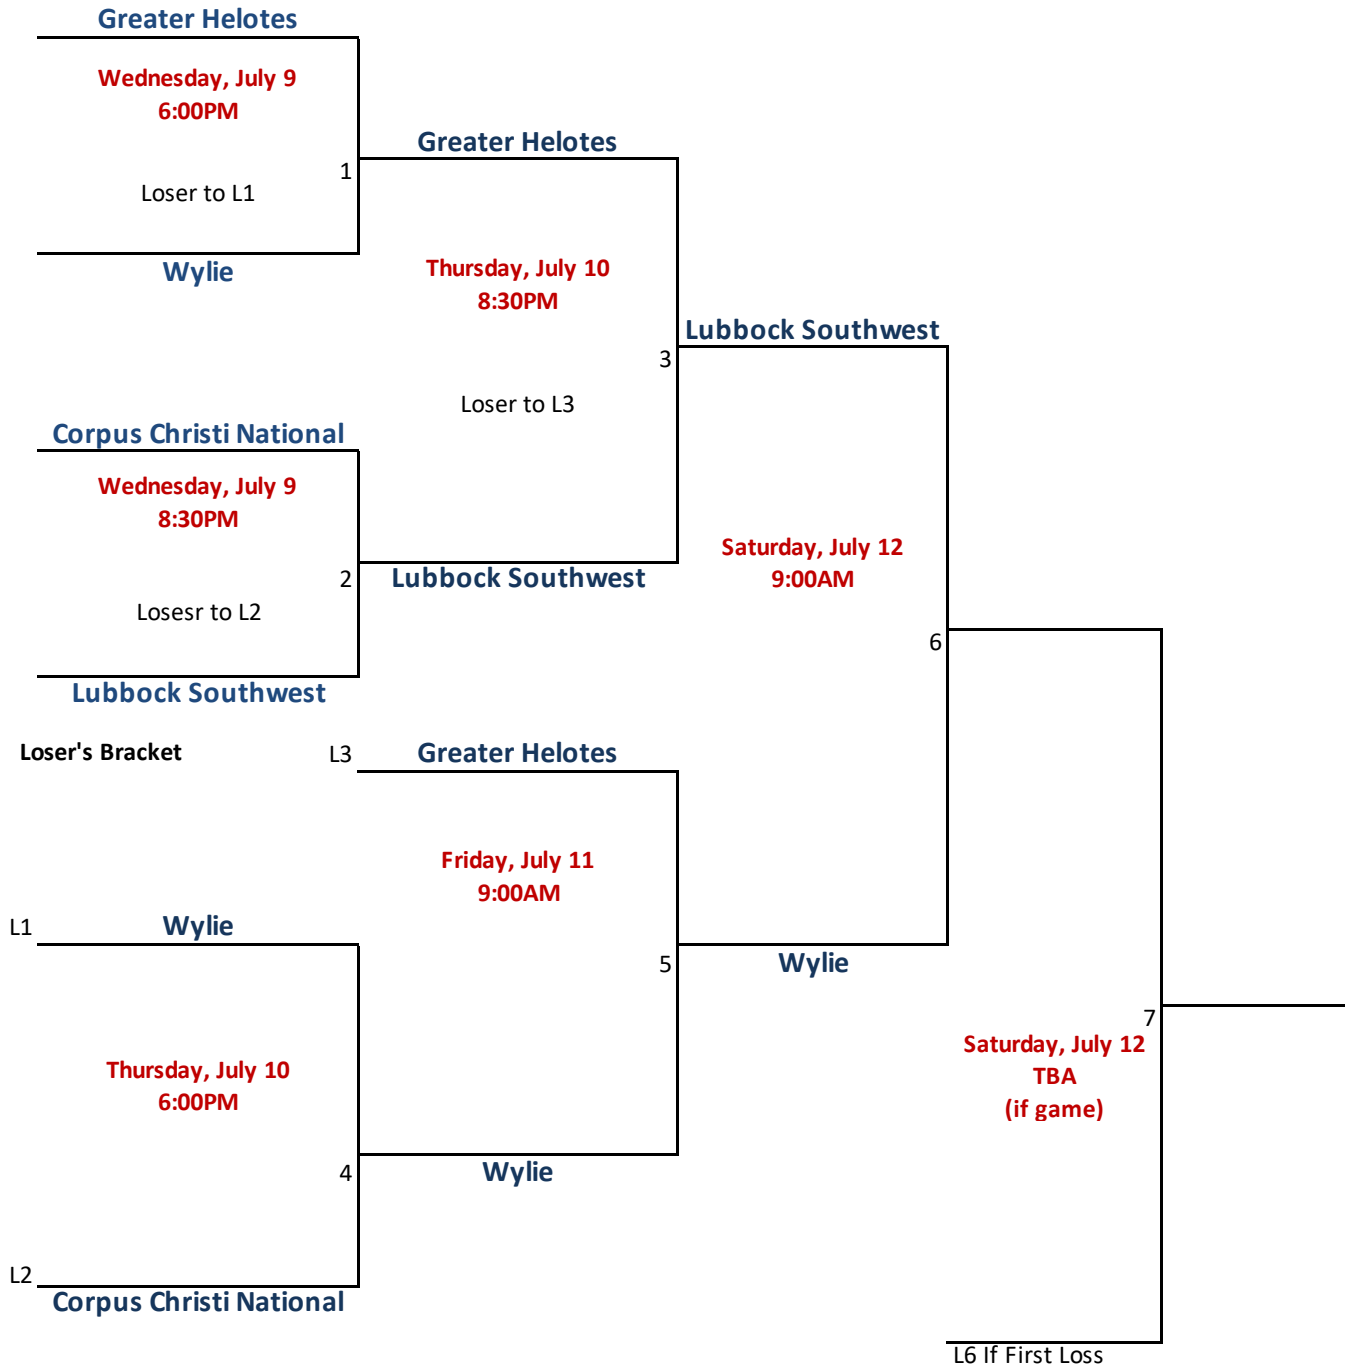 Greater Helotes
Wednesday, July 9
6:00PM
1
Loser to L1
Wylie
Greater Helotes
Thursday, July 10
8:30PM
3
Loser to L3
Lubbock Southwest
Corpus Christi National
Wednesday, July 9
8:30PM
2
Losesr to L2
Lubbock Southwest
Lubbock Southwest
Saturday, July 12
9:00AM
6
Loser's Bracket
L3
Greater Helotes
Friday, July 11
9:00AM
5
Wylie
L1
Wylie
Thursday, July 10
6:00PM
4
Wylie
L2
Corpus Christi National
7
Saturday, July 12
TBA
(if game)
L6 If First Loss